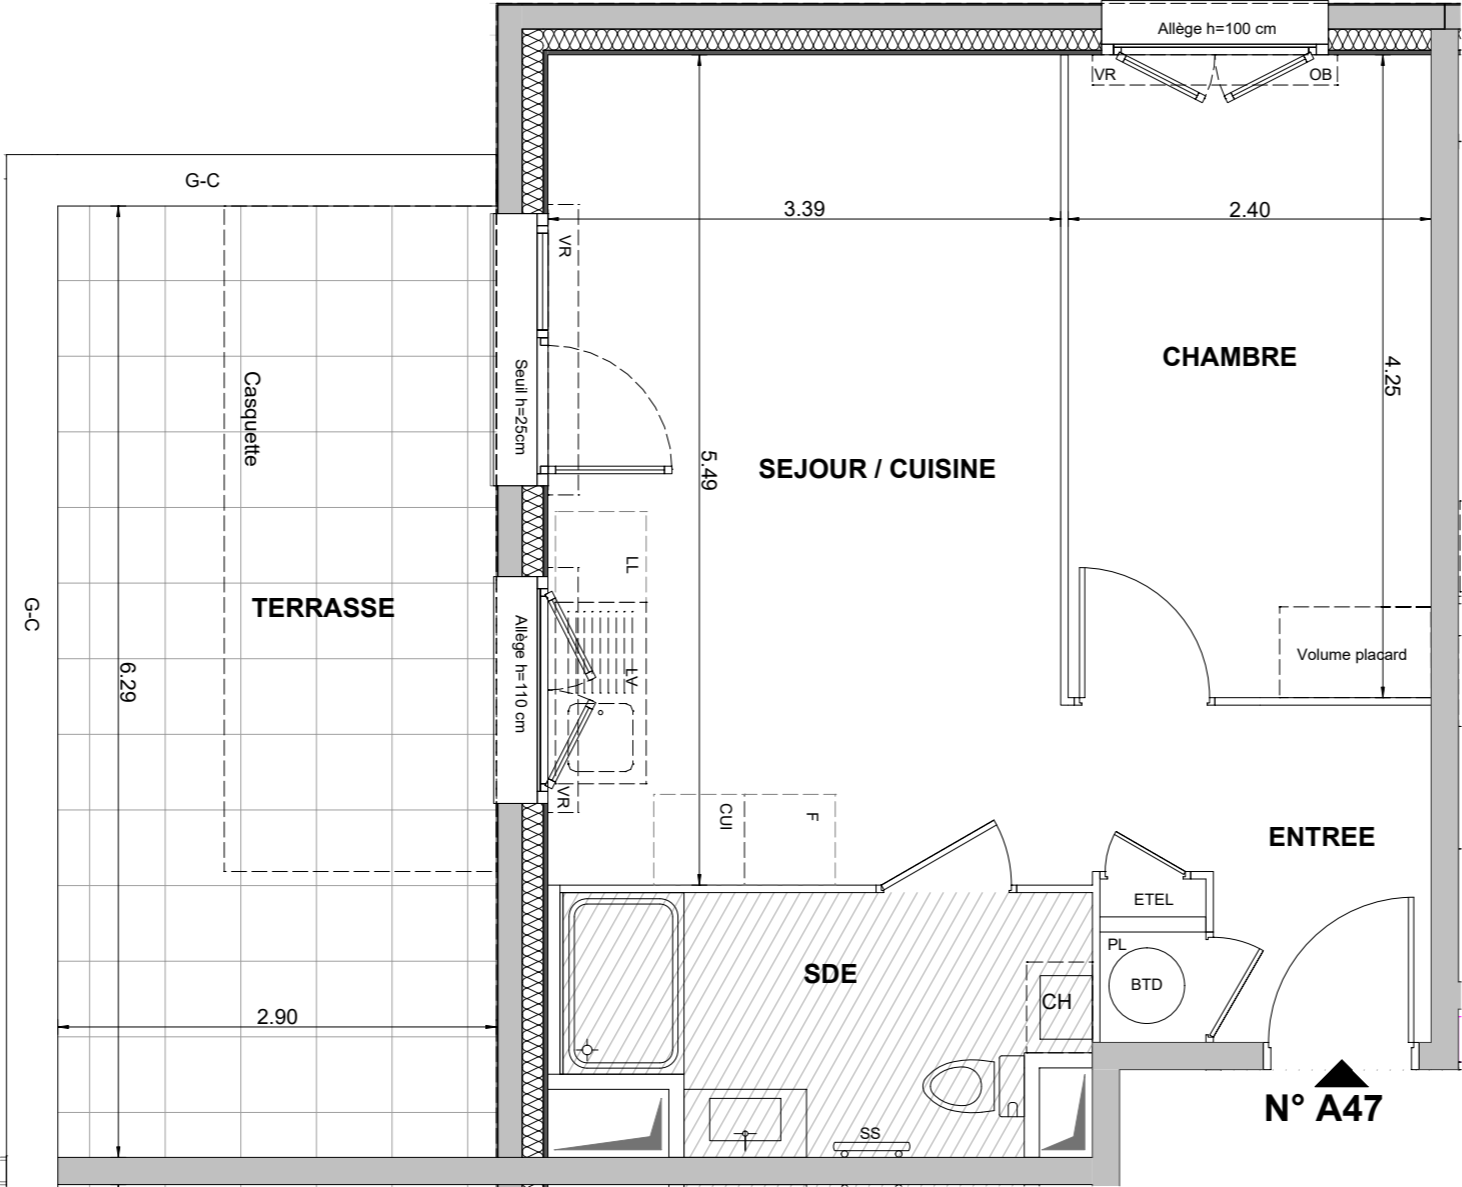 Allège h=100 cm
VR
OB
G-C
3.39
2.40
VR
CHAMBRE
4.25
Seuil h=25cm
Casquette
5.49
SEJOUR / CUISINE
LL
G-C
TERRASSE
Allège h=110 cm
LV
Volume placard
6.29
VR
CUI
F
ENTREE
ETEL
PL
BTD
SDE
CH
2.90
SS
N° A47